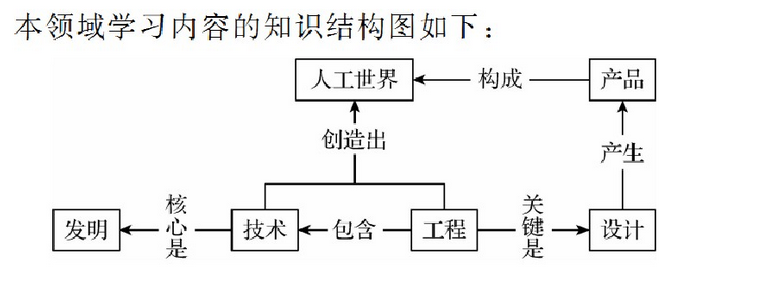 本领域学习内容的知识结构图如下：
人工世界
构成
产品
创造出
产生
发明
核心是
技术
包含
工程
关键是
设计